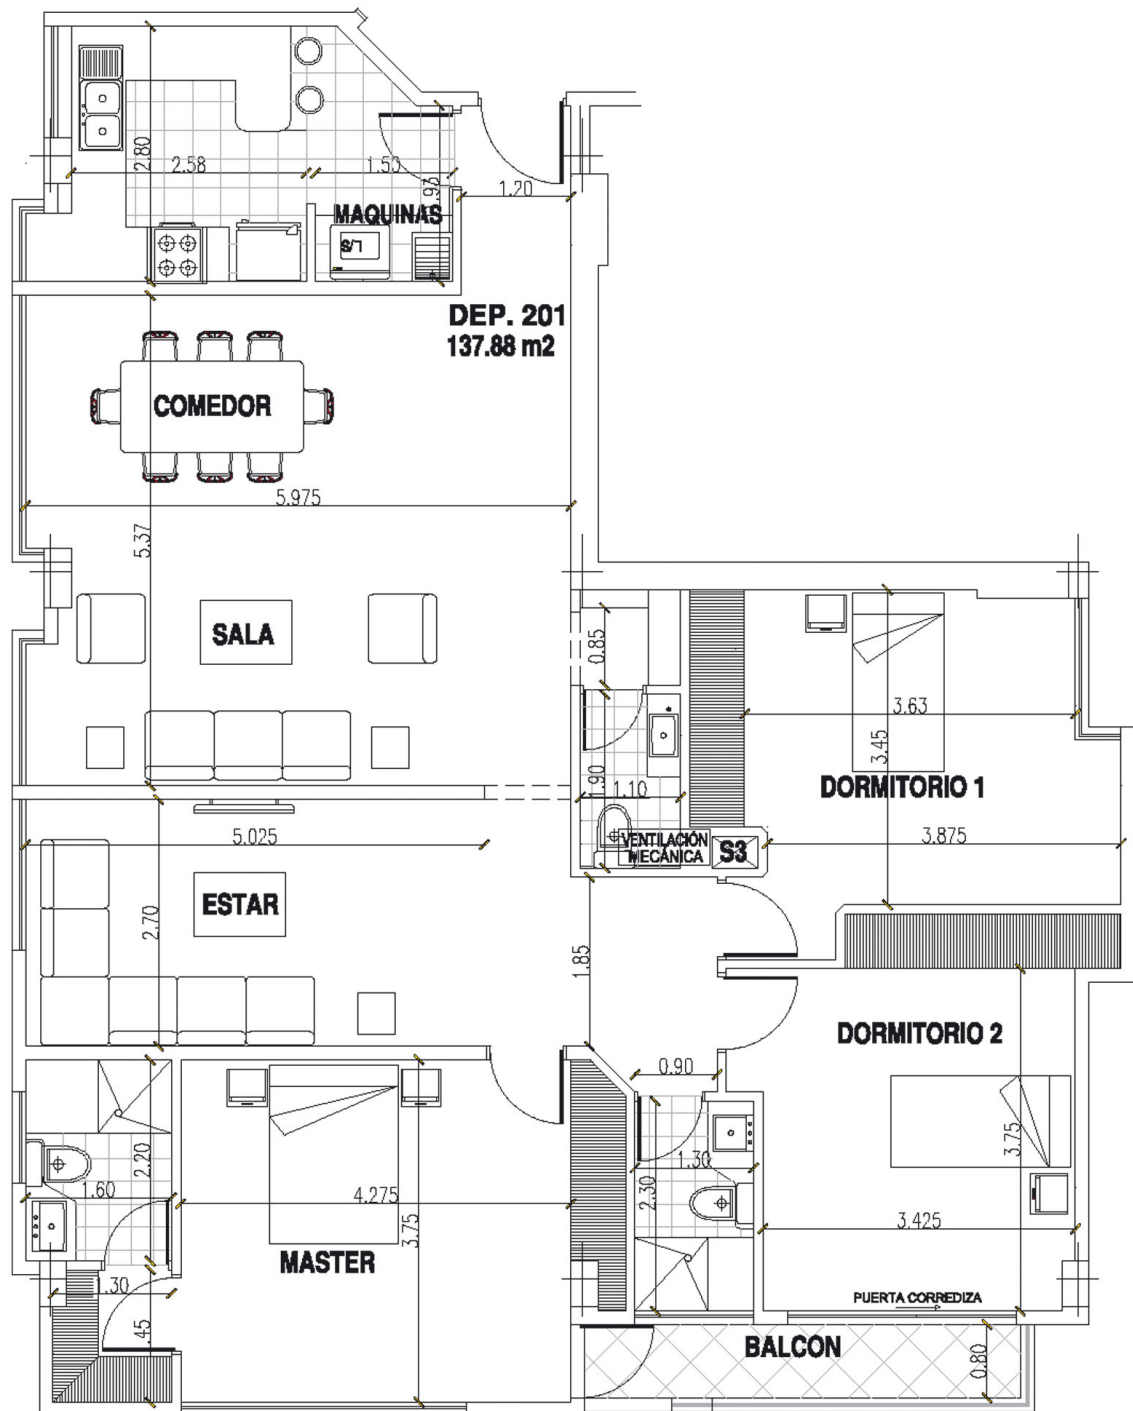 2.80
2.58
1.50
.93
1.20
MAQUINAS
S/L
DEP. 201
137.88 m2
COMEDOR
5.975
5.37
SALA
0.85
3.63
3.45
DORMITORIO 1
1.90
1.10
VENTILACIÓN
MECÁNICA
S3
3.875
5.025
ESTAR
2.70
1.85
DORMITORIO 2
0.90
2.20
1.60
4.275
3.75
MASTER
1.30
.45
1.30
2.30
3.75
3.425
PUERTA CORREDIZA
BALCON
0.80